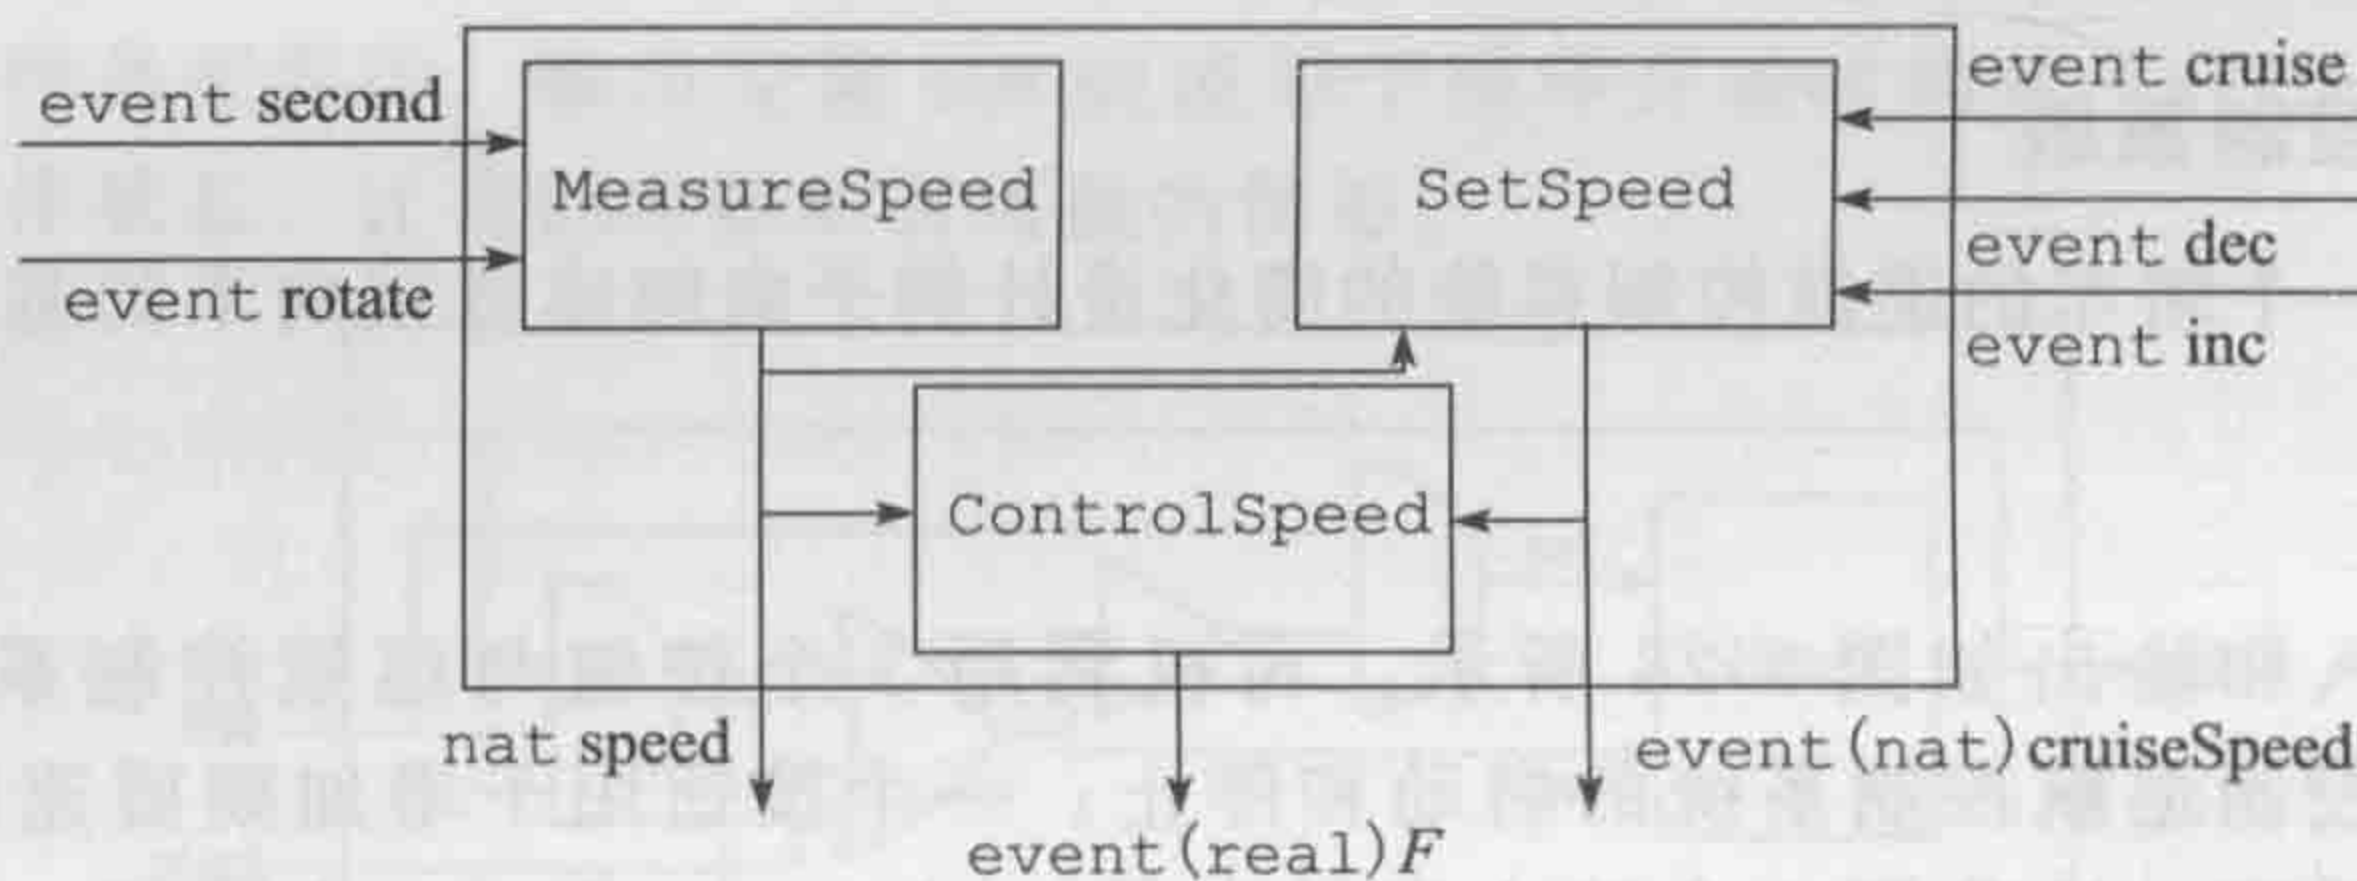 event second
event rotate
MeasureSpeed
SetSpeed
event cruise
event dec
event inc
ControlSpeed
nat speed
event(real)F
event(nat)cruiseSpeed